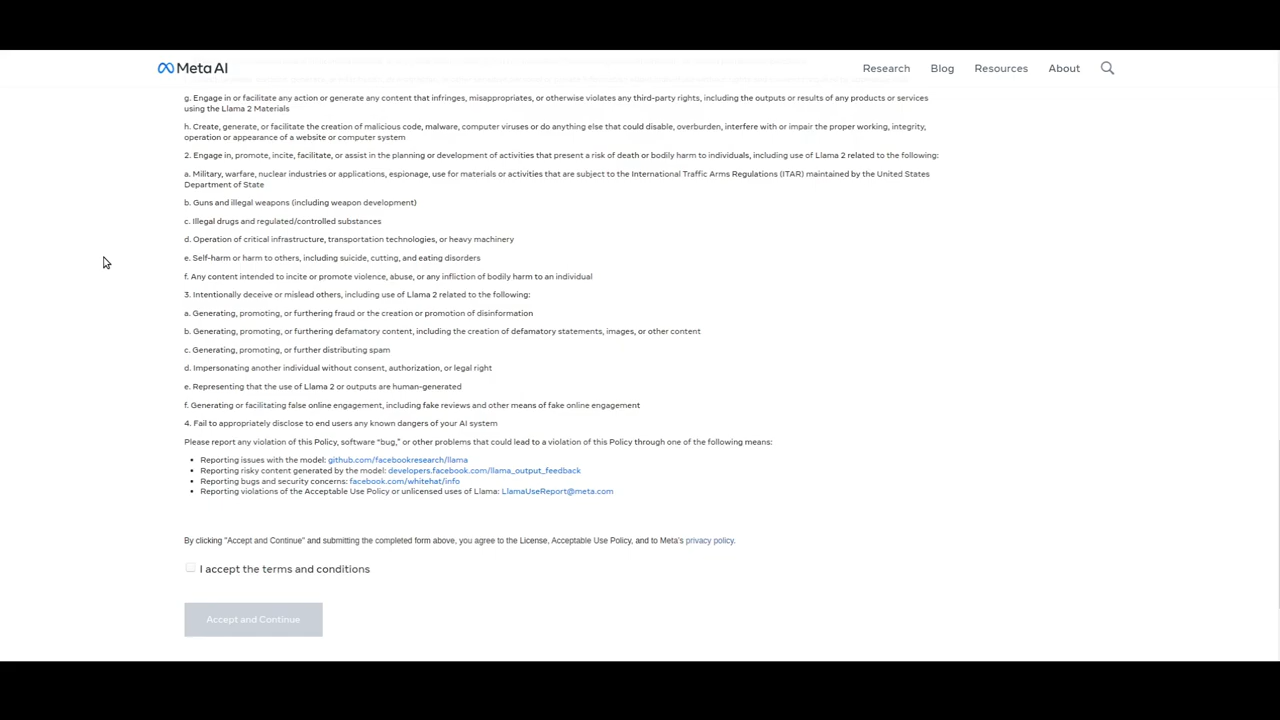 Meta AI
Research
Blog
Resources
About
g. Engage in or facilitate any action or generate any content that infringes, misappropriates, or otherwise violates any third-party rights, including the outputs or results of any products or services
using the Llama 2 Materials
h. Create, generate, or facilitate the creation of malicious code, malware, computer viruses or do anything else that could disable, overburden, interfere with or impair the proper working, integrity,
operation or appearance of a website or computer system
2. Engage in, promote, incite, facilitate, or assist in the planning or development of activities that present a risk of death or bodily harm to individuals, including use of Llama 2 related to the following:
a. Military, warfare, nuclear industries or applications, espionage, use for materials or activities that are subject to the International Traffic Arms Regulations (ITAR) maintained by the United States
Department of State
b. Guns and illegal weapons (including weapon development)
c. Illegal drugs and regulated/controlled substances
d. Operation of critical infrastructure, transportation technologies, or heavy machinery
e. Self-harm or harm to others, including suicide, cutting, and eating disorders
f. Any content intended to incite or promote violence, abuse, or any infliction of bodily harm to an individual
3. Intentionally deceive or mislead others, including use of Llama 2 related to the following:
a. Generating, promoting, or furthering fraud or the creation or promotion of disinformation
b. Generating, promoting, or furthering defamatory content, including the creation of defamatory statements, images, or other content
c. Generating, promoting, or further distributing spam
d. Impersonating another individual without consent, authorization, or legal right
e. Representing that the use of Llama 2 or outputs are human-generated
f. Generating or facilitating false online engagement, including fake reviews and other means of fake online engagement
4. Fail to appropriately disclose to end users any known dangers of your AI system
Please report any violation of this Policy, software “bug,” or other problems that could lead to a violation of this Policy through one of the following means:
• Reporting issues with the model: github.com/facebookresearch/llama
• Reporting risky content generated by the model: developers.facebook.com/llama_output_feedback
• Reporting bugs and security concerns: facebook.com/whitehat/info
• Reporting violations of the Acceptable Use Policy or unlicensed uses of Llama: LlamaUseReport@meta.com
By clicking "Accept and Continue" and submitting the completed form above, you agree to the License, Acceptable Use Policy, and to Meta's privacy policy.
I accept the terms and conditions
Accept and Continue